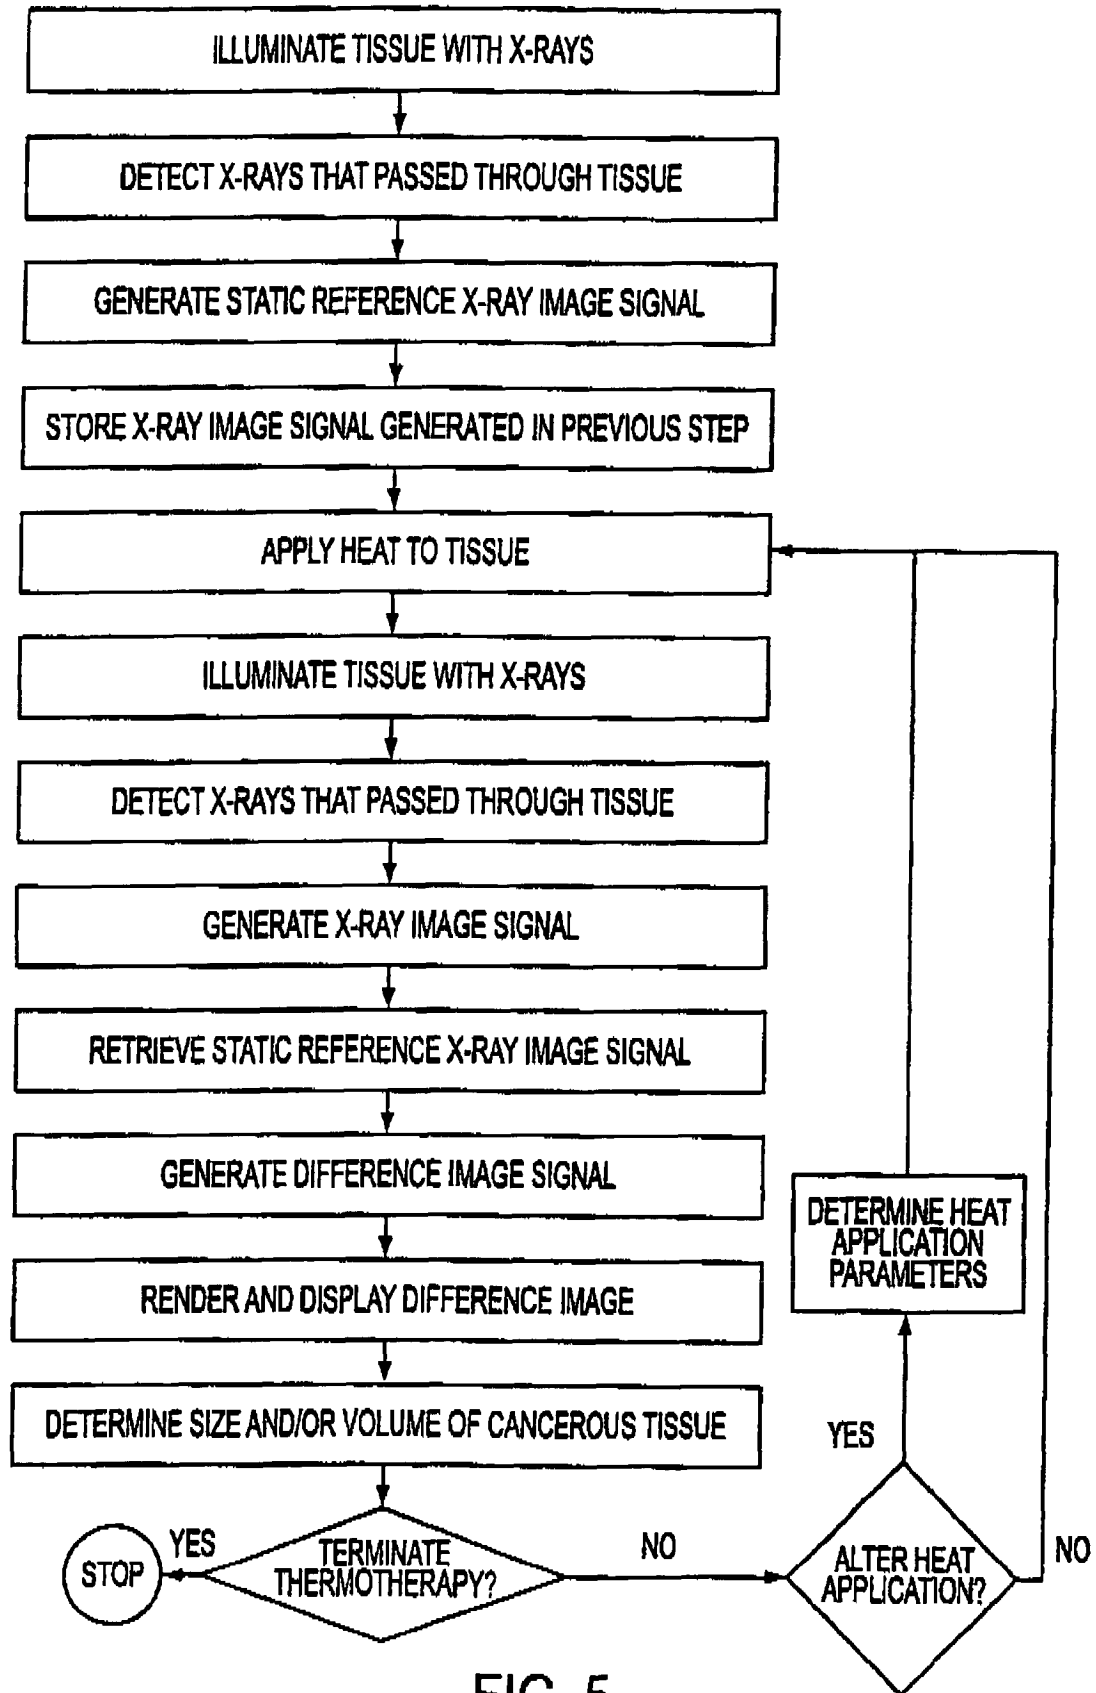 ILLUMINATE TISSUE WITH X-RAYS
DETECT X-RAYS THAT PASSED THROUGH TISSUE
GENERATE STATIC REFERENCE X-RAY IMAGE SIGNAL
STORE X-RAY IMAGE SIGNAL GENERATED IN PREVIOUS STEP
APPLY HEAT TO TISSUE
ILLUMINATE TISSUE WITH X-RAYS
DETECT X-RAYS THAT PASSED THROUGH TISSUE
GENERATE X-RAY IMAGE SIGNAL
RETRIEVE STATIC REFERENCE X-RAY IMAGE SIGNAL
GENERATE DIFFERENCE IMAGE SIGNAL
RENDER AND DISPLAY DIFFERENCE IMAGE
DETERMINE SIZE AND/OR VOLUME OF CANCEROUS TISSUE
TERMINATE
THERMOTHERAPY?
YES
STOP
NO
ALTER HEAT
APPLICATION?
YES
NO
DETERMINE HEAT
APPLICATION
PARAMETERS
FIG. 5